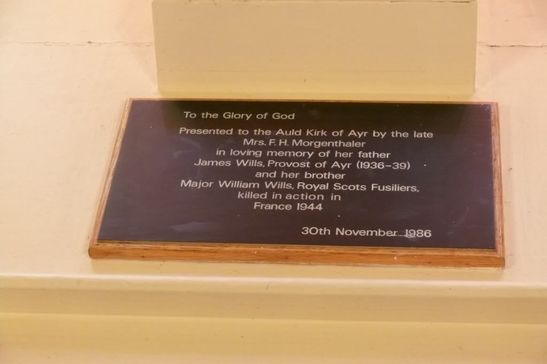 To the Glory of God
Presented to the Auld Kirk of Ayr by the late
Mrs. F. H. Morgenthaler
in loving memory of her father
James Wills, Provost of Ayr (1936-39)
and her brother
Major William Wills, Royal Scots Fusiliers,
killed in action in
France 1944
30th November 1986